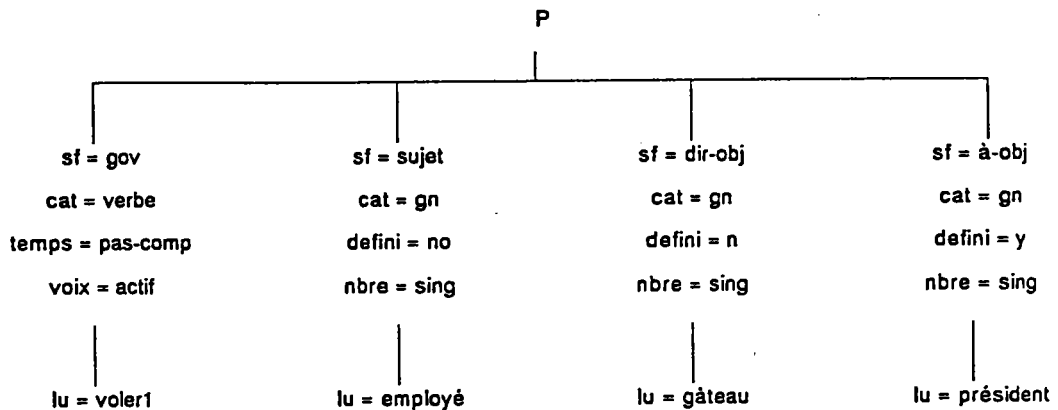 P
sf = gov sf = sujet sf = dir-obj sf = à-obj
cat = verbe cat = gn cat = gn cat = gn
temps = pas-comp defini = no defini = n defini = y
voix = actif nbre = sing nbre = sing nbre = sing
lu = voler1 lu = employé lu = gâteau lu = président